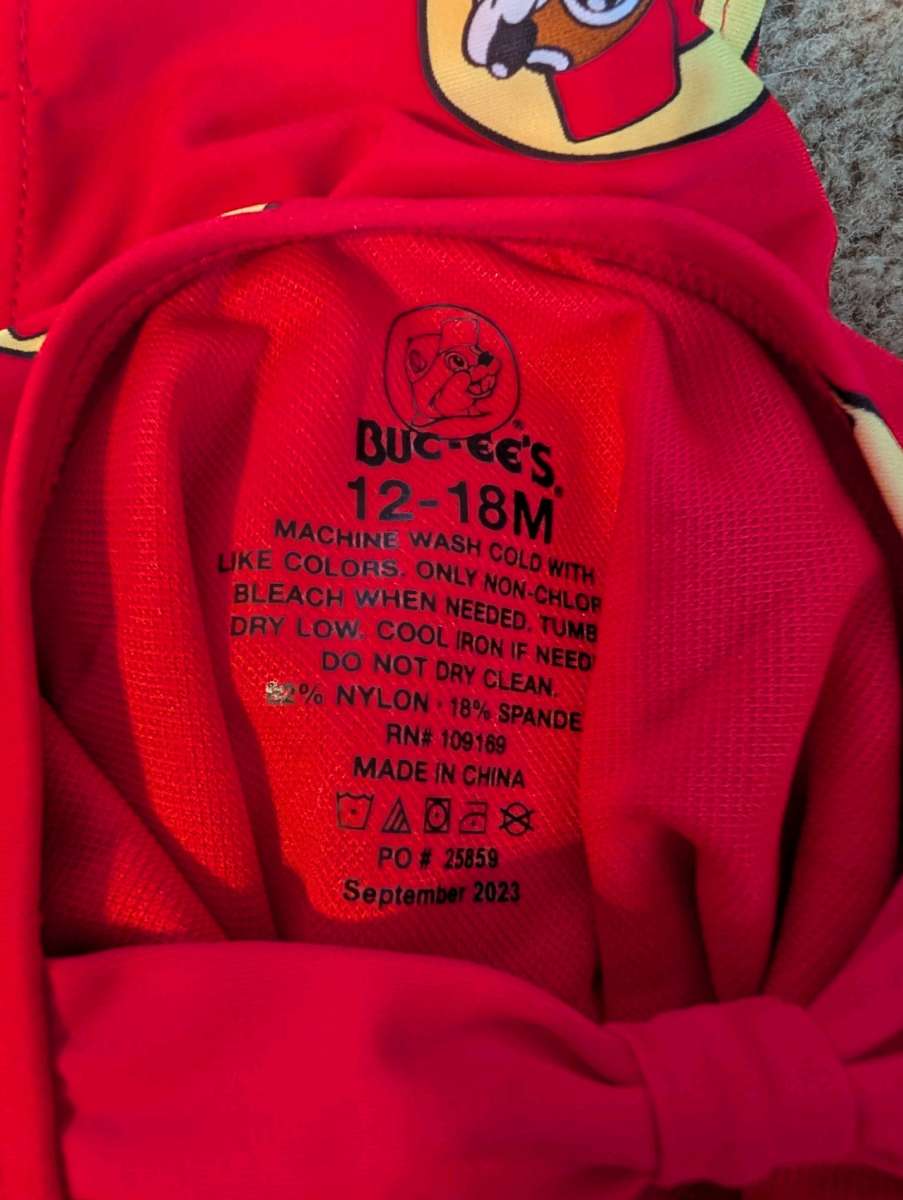 BUC-EE'S®
12-18M
MACHINE WASH COLD WITH
LIKE COLORS. ONLY NON-CHLOR
BLEACH WHEN NEEDED. TUMB
DRY LOW. COOL IRON IF NEED
DO NOT DRY CLEAN.
NYLON · 18% SPANDE
RN# 109169
MADE IN CHINA
PO # 25859
September 2023